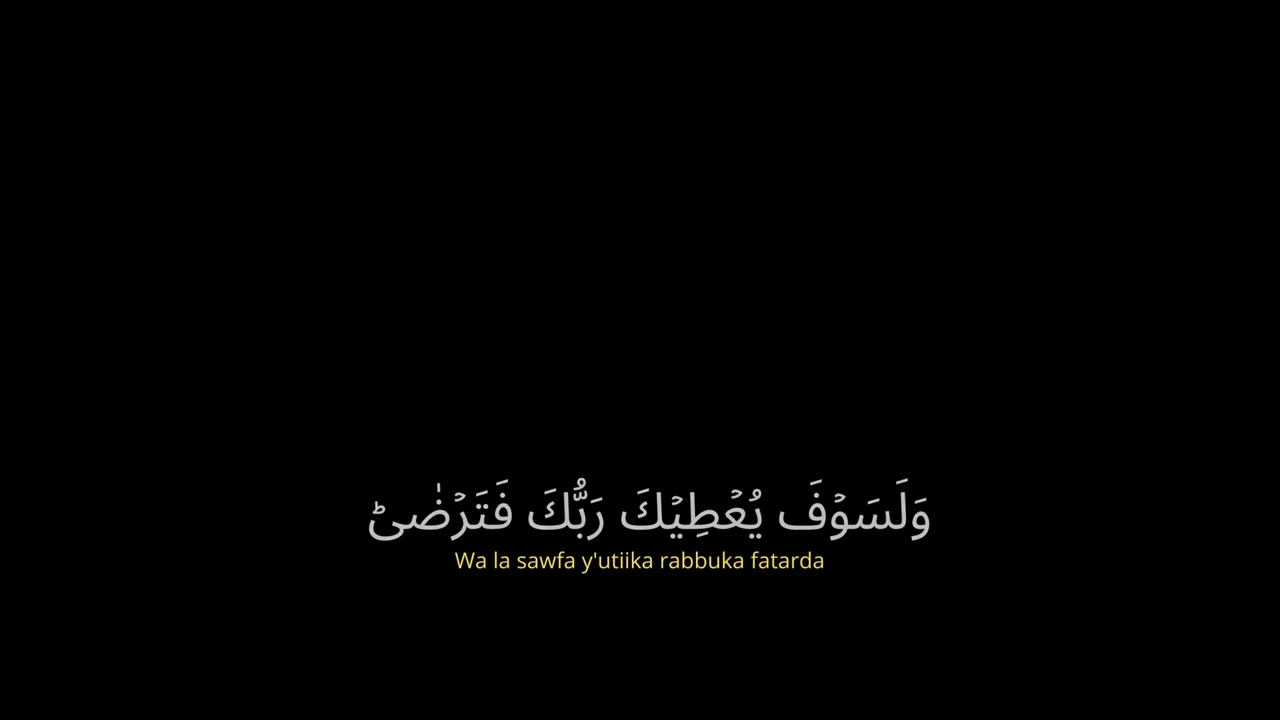 وَلَسَوۡفَ يُعۡطِيۡكَ رَبُّكَ فَتَرۡضٰىؕ
Wa la sawfa y'utiika rabbuka fatarda